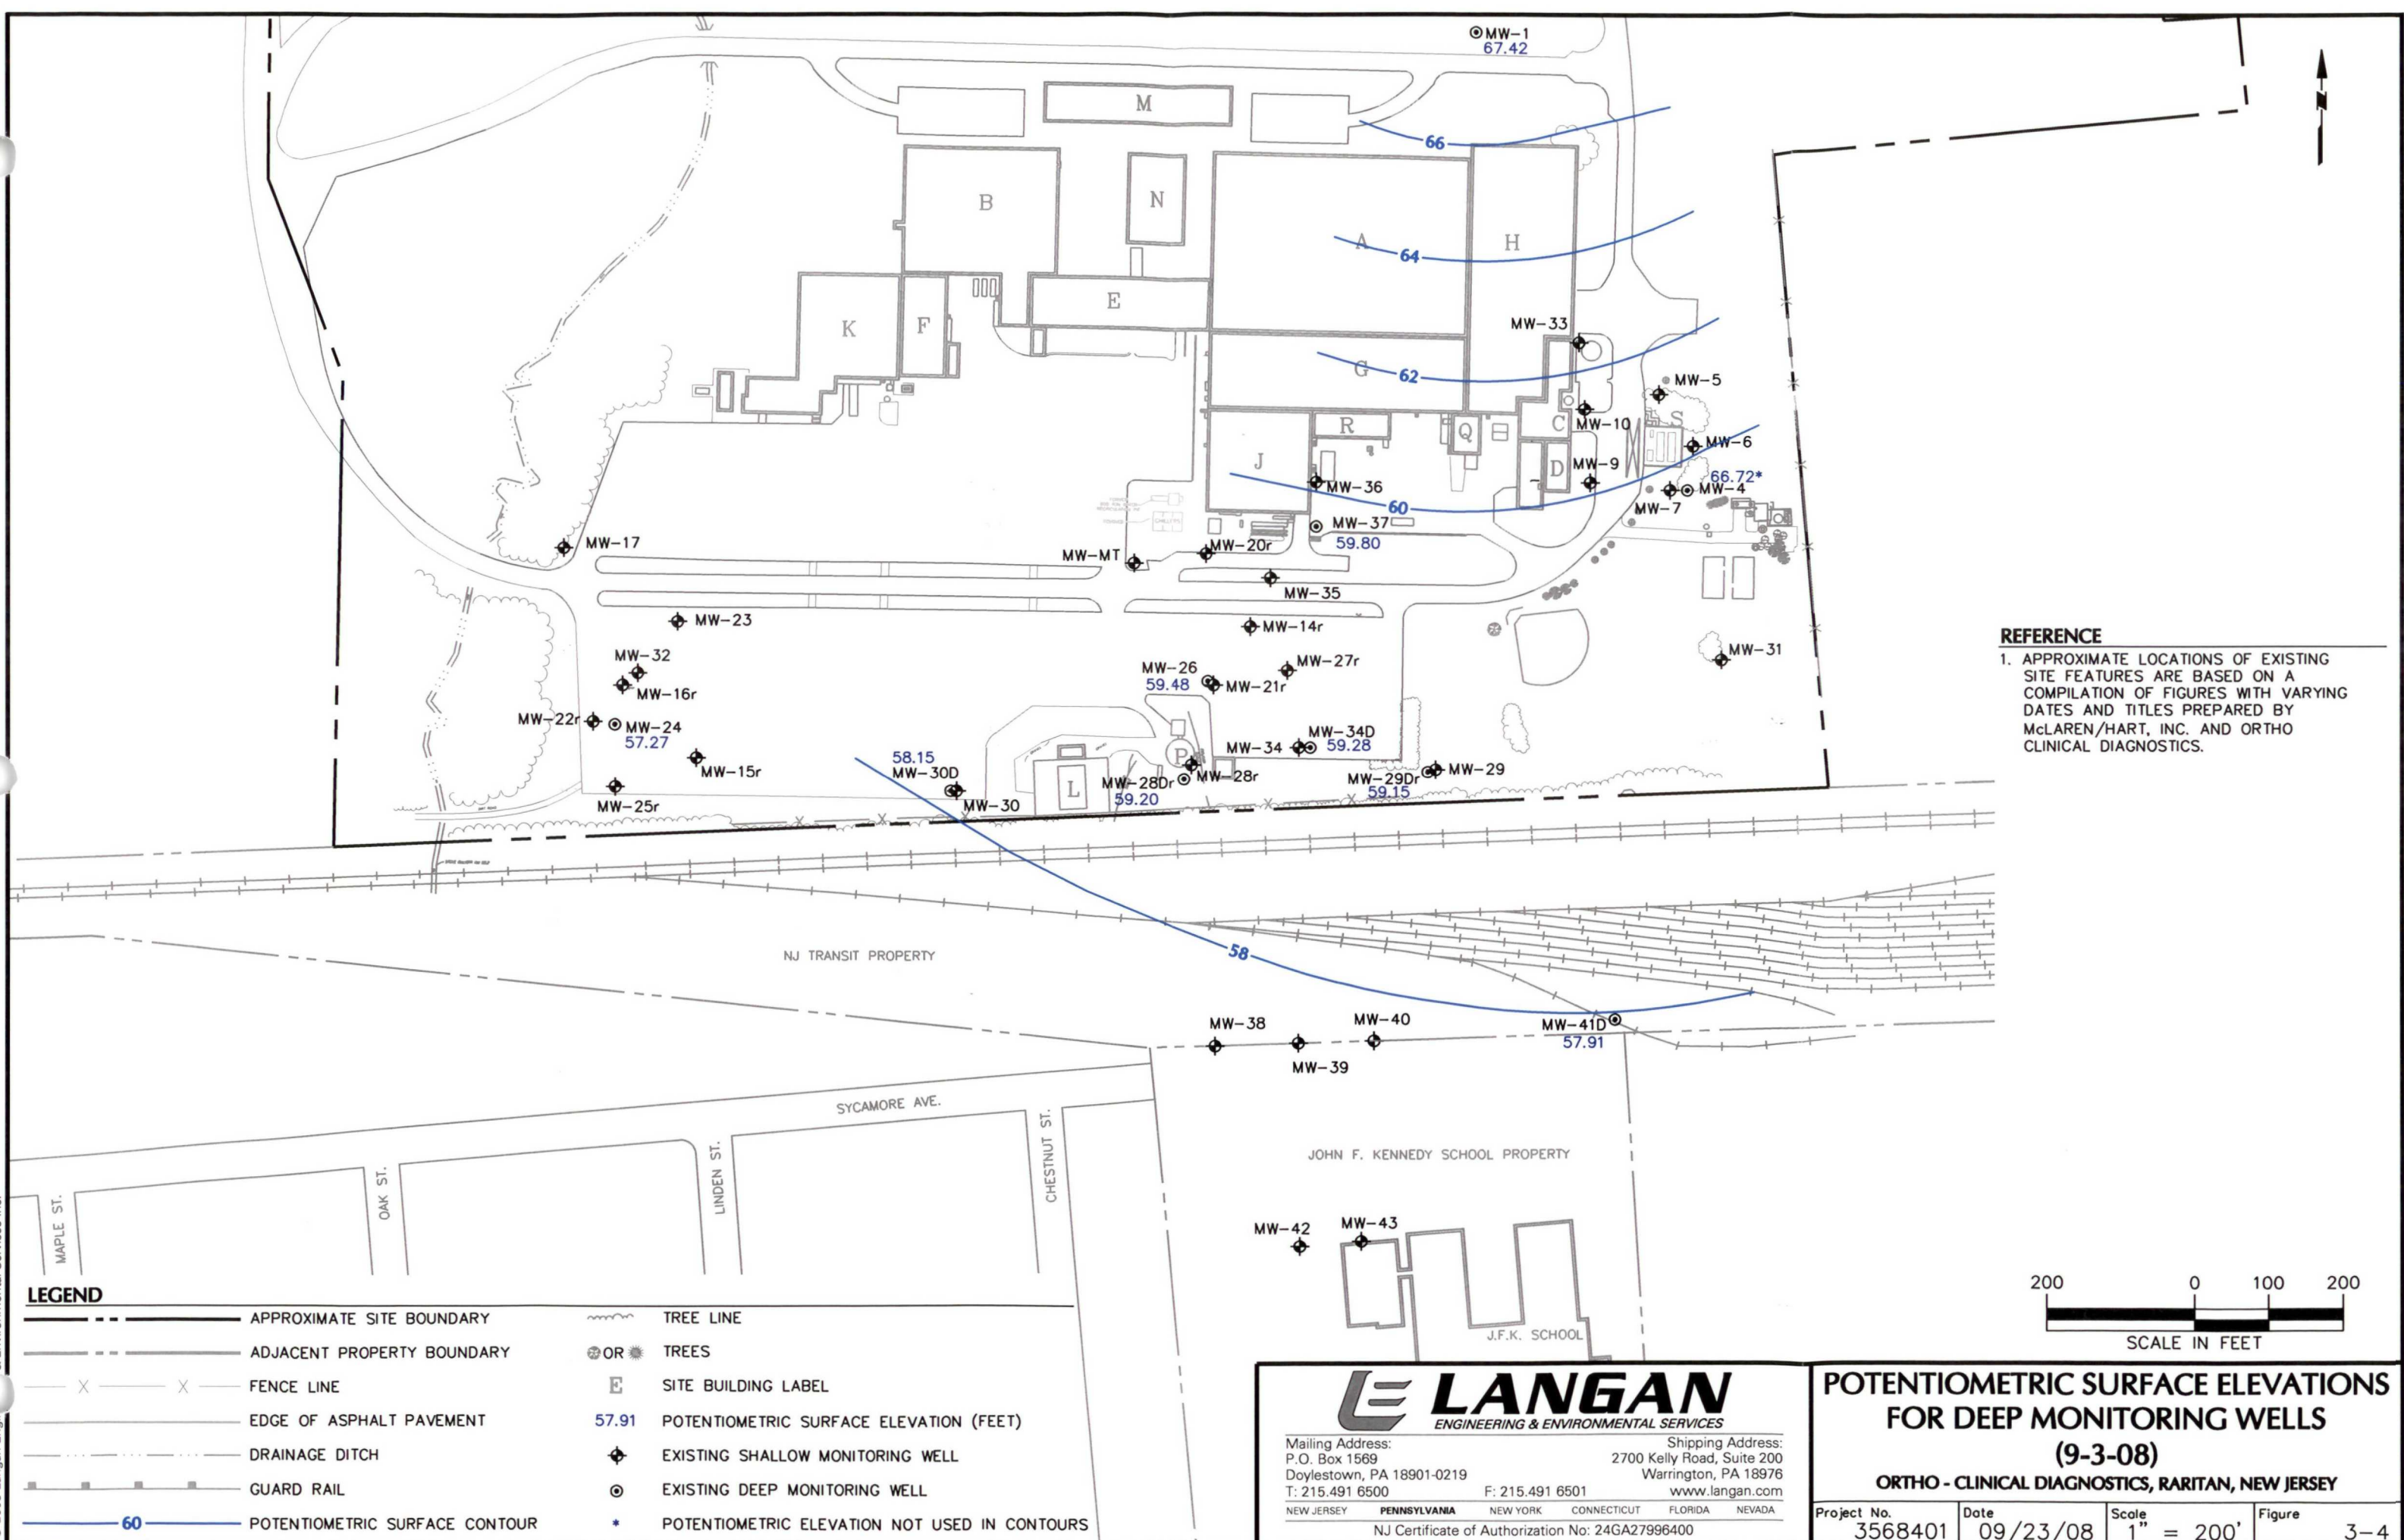 MW-1
67.42
M
66
B
N
A
H
64
E
K
F
MW-33
G
62
MW-5
S
R
Q
C
MW-10
MW-6
J
D
MW-9
66.72*
MW-4
MW-36
60
MW-7
MW-37
59.80
MW-17
MW-MT
MW-20r
MW-35
MW-23
MW-14r
MW-32
MW-26
59.48
MW-27r
MW-31
MW-16r
MW-21r
MW-22r
MW-24
57.27
MW-34D
MW-34
59.28
58.15
MW-30D
MW-15r
P
MW-28Dr
MW-28r
59.20
MW-29Dr
MW-29
59.15
L
MW-25r
MW-30
REFERENCE
1. APPROXIMATE LOCATIONS OF EXISTING
SITE FEATURES ARE BASED ON A
COMPILATION OF FIGURES WITH VARYING
DATES AND TITLES PREPARED BY
McLAREN/HART, INC. AND ORTHO
CLINICAL DIAGNOSTICS.
NJ TRANSIT PROPERTY
58
MW-38
MW-40
MW-41D
57.91
MW-39
SYCAMORE AVE.
MAPLE ST.
OAK ST.
LINDEN ST.
CHESTNUT ST.
JOHN F. KENNEDY SCHOOL PROPERTY
MW-42
MW-43
J.F.K. SCHOOL
200 0 100 200
SCALE IN FEET
LEGEND
APPROXIMATE SITE BOUNDARY
ADJACENT PROPERTY BOUNDARY
X X FENCE LINE
EDGE OF ASPHALT PAVEMENT
DRAINAGE DITCH
GUARD RAIL
60 POTENTIOMETRIC SURFACE CONTOUR
TREE LINE
OR TREES
E SITE BUILDING LABEL
57.91 POTENTIOMETRIC SURFACE ELEVATION (FEET)
EXISTING SHALLOW MONITORING WELL
EXISTING DEEP MONITORING WELL
* POTENTIOMETRIC ELEVATION NOT USED IN CONTOURS
LANGAN
ENGINEERING & ENVIRONMENTAL SERVICES
Mailing Address:
P.O. Box 1569
Doylestown, PA 18901-0219
T: 215.491 6500
Shipping Address:
2700 Kelly Road, Suite 200
Warrington, PA 18976
F: 215.491 6501 www.langan.com
NEW JERSEY PENNSYLVANIA NEW YORK CONNECTICUT FLORIDA NEVADA
NJ Certificate of Authorization No: 24GA27996400
POTENTIOMETRIC SURFACE ELEVATIONS
FOR DEEP MONITORING WELLS
(9-3-08)
ORTHO - CLINICAL DIAGNOSTICS, RARITAN, NEW JERSEY
Project No.
3568401
Date
09/23/08
Scale
1" = 200'
Figure
3-4